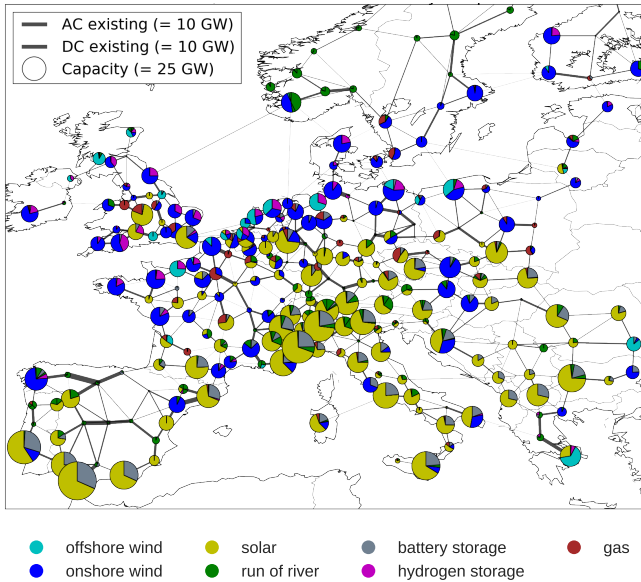 AC existing (= 10 GW)
DC existing (= 10 GW)
Capacity (= 25 GW)
offshore wind
solar
battery storage
gas
onshore wind
run of river
hydrogen storage